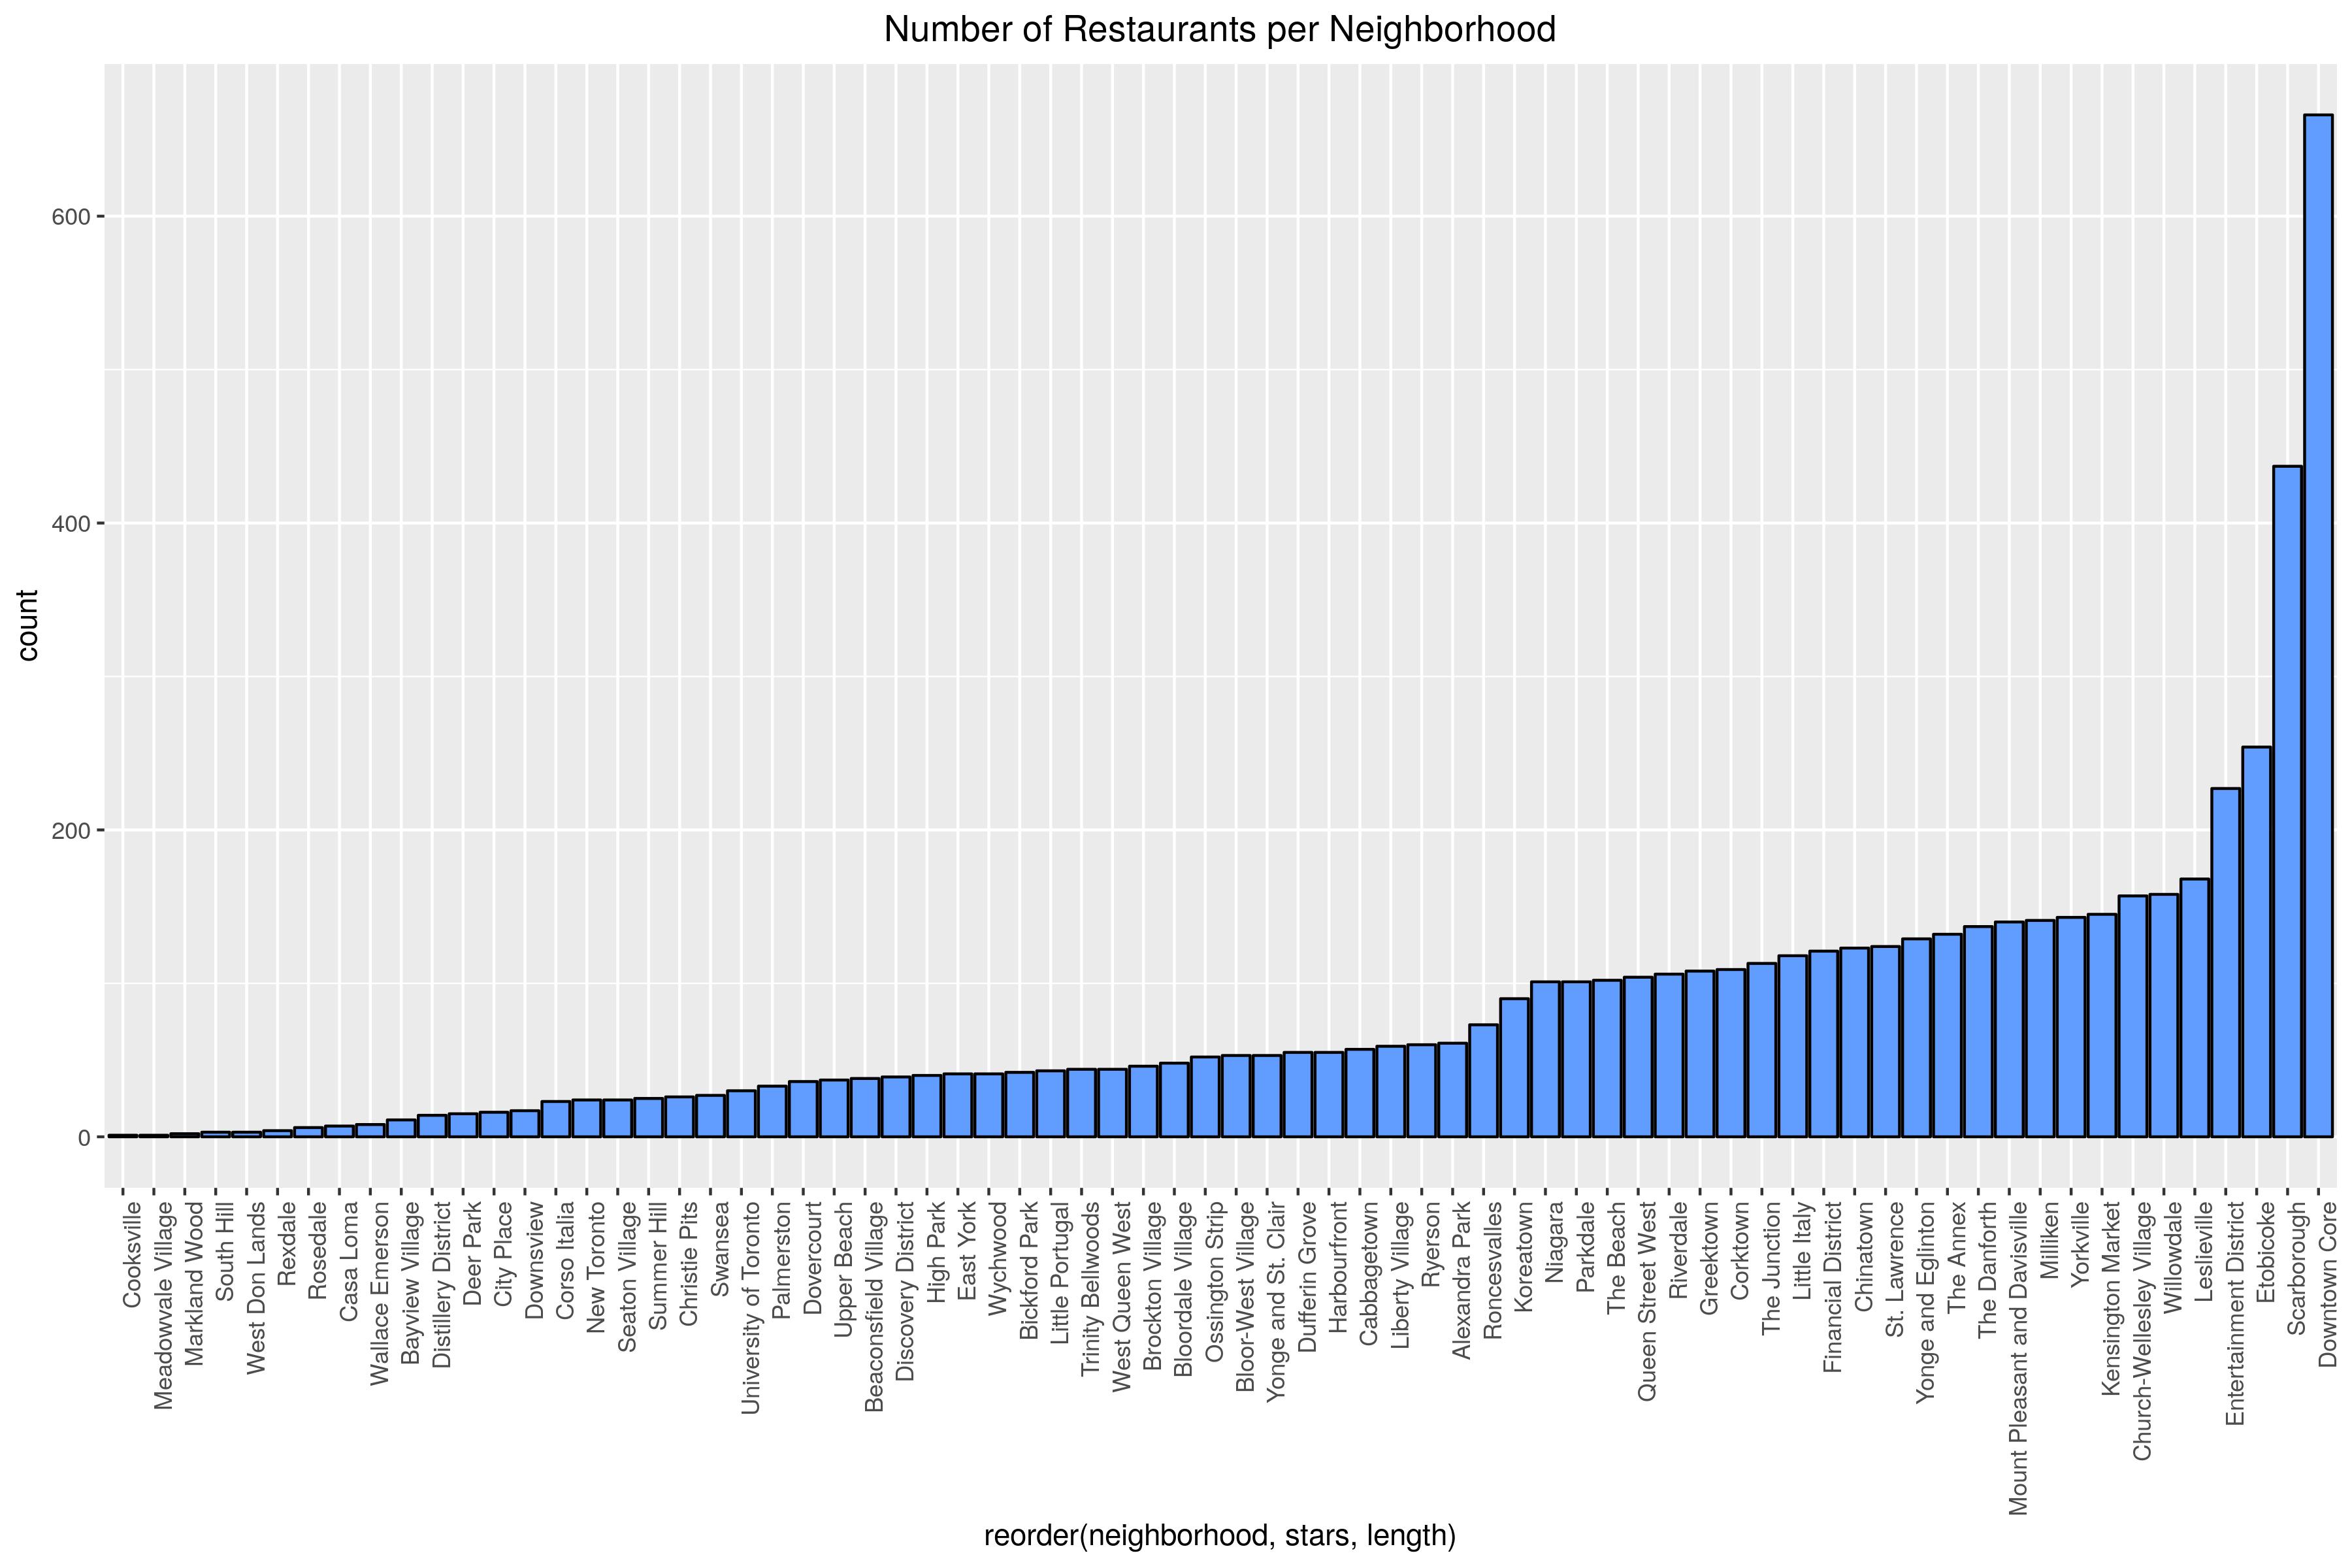 Number of Restaurants per Neighborhood
count
600
400
200
0
Cooksville
Meadowvale Village
Markland Wood
South Hill
West Don Lands
Rexdale
Rosedale
Casa Loma
Wallace Emerson
Bayview Village
Distillery District
Deer Park
City Place
Downsview
Corso Italia
New Toronto
Seaton Village
Summer Hill
Christie Pits
Swansea
University of Toronto
Palmerston
Dovercourt
Upper Beach
Beaconsfield Village
Discovery District
High Park
East York
Wychwood
Bickford Park
Little Portugal
Trinity Bellwoods
West Queen West
Brockton Village
Bloordale Village
Ossington Strip
Bloor-West Village
Yonge and St. Clair
Dufferin Grove
Harbourfront
Cabbagetown
Liberty Village
Ryerson
Alexandra Park
Roncesvalles
Koreatown
Niagara
Parkdale
The Beach
Queen Street West
Riverdale
Greektown
Corktown
The Junction
Little Italy
Financial District
Chinatown
St. Lawrence
Yonge and Eglinton
The Annex
The Danforth
Mount Pleasant and Davisville
Milliken
Yorkville
Kensington Market
Church-Wellesley Village
Willowdale
Leslieville
Entertainment District
Etobicoke
Scarborough
Downtown Core
reorder(neighborhood, stars, length)